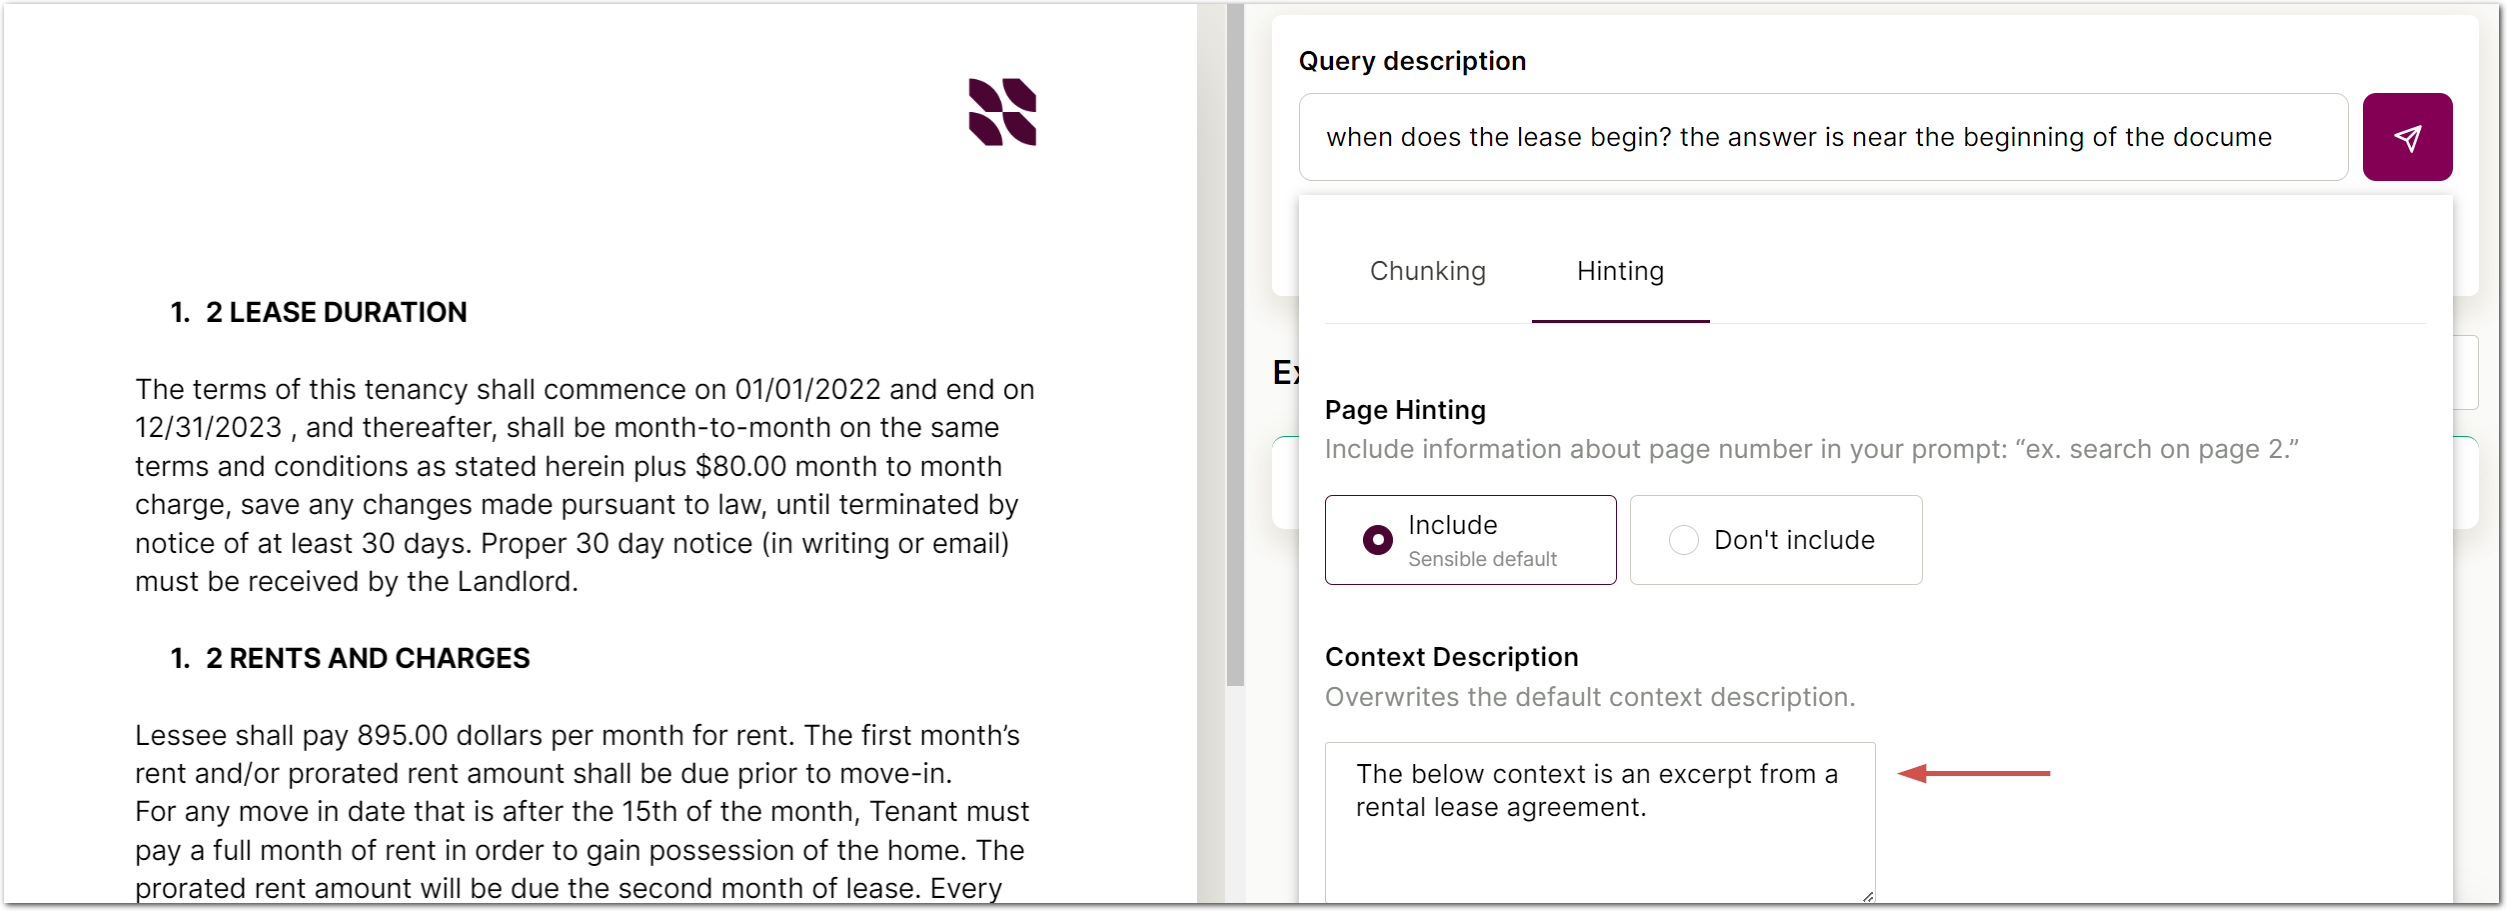 1. 2 LEASE DURATION
The terms of this tenancy shall commence on 01/01/2022 and end on
12/31/2023 , and thereafter, shall be month-to-month on the same
terms and conditions as stated herein plus $80.00 month to month
charge, save any changes made pursuant to law, until terminated by
notice of at least 30 days. Proper 30 day notice (in writing or email)
must be received by the Landlord.
1. 2 RENTS AND CHARGES
Lessee shall pay 895.00 dollars per month for rent. The first month’s
rent and/or prorated rent amount shall be due prior to move-in.
For any move in date that is after the 15th of the month, Tenant must
pay a full month of rent in order to gain possession of the home. The
prorated rent amount will be due the second month of lease. Every
Query description
when does the lease begin? the answer is near the beginning of the docume
Chunking
Hinting
Page Hinting
Include information about page number in your prompt: “ex. search on page 2.”
Include
Sensible default
Don't include
Context Description
Overwrites the default context description.
The below context is an excerpt from a
rental lease agreement.